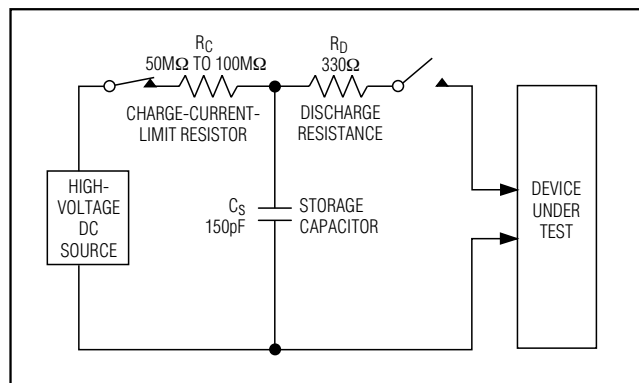 RC
50MΩ TO 100MΩ
CHARGE-CURRENT-
LIMIT RESISTOR
RD
330Ω
DISCHARGE
RESISTANCE
HIGH-
VOLTAGE
DC
SOURCE
CS
150pF
STORAGE
CAPACITOR
DEVICE
UNDER
TEST